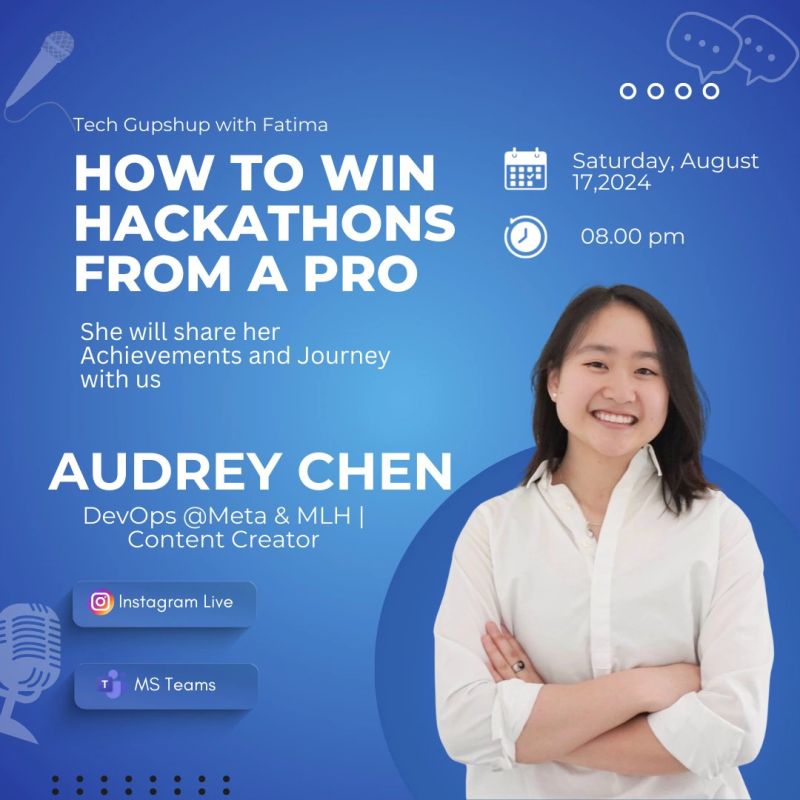 Tech Gupshup with Fatima
HOW TO WIN
HACKATHONS
FROM A PRO
She will share her
Achievements and Journey
with us
Saturday, August
17,2024
08.00 pm
AUDREY CHEN
DevOps @Meta & MLH |
Content Creator
Instagram Live
T
MS Teams